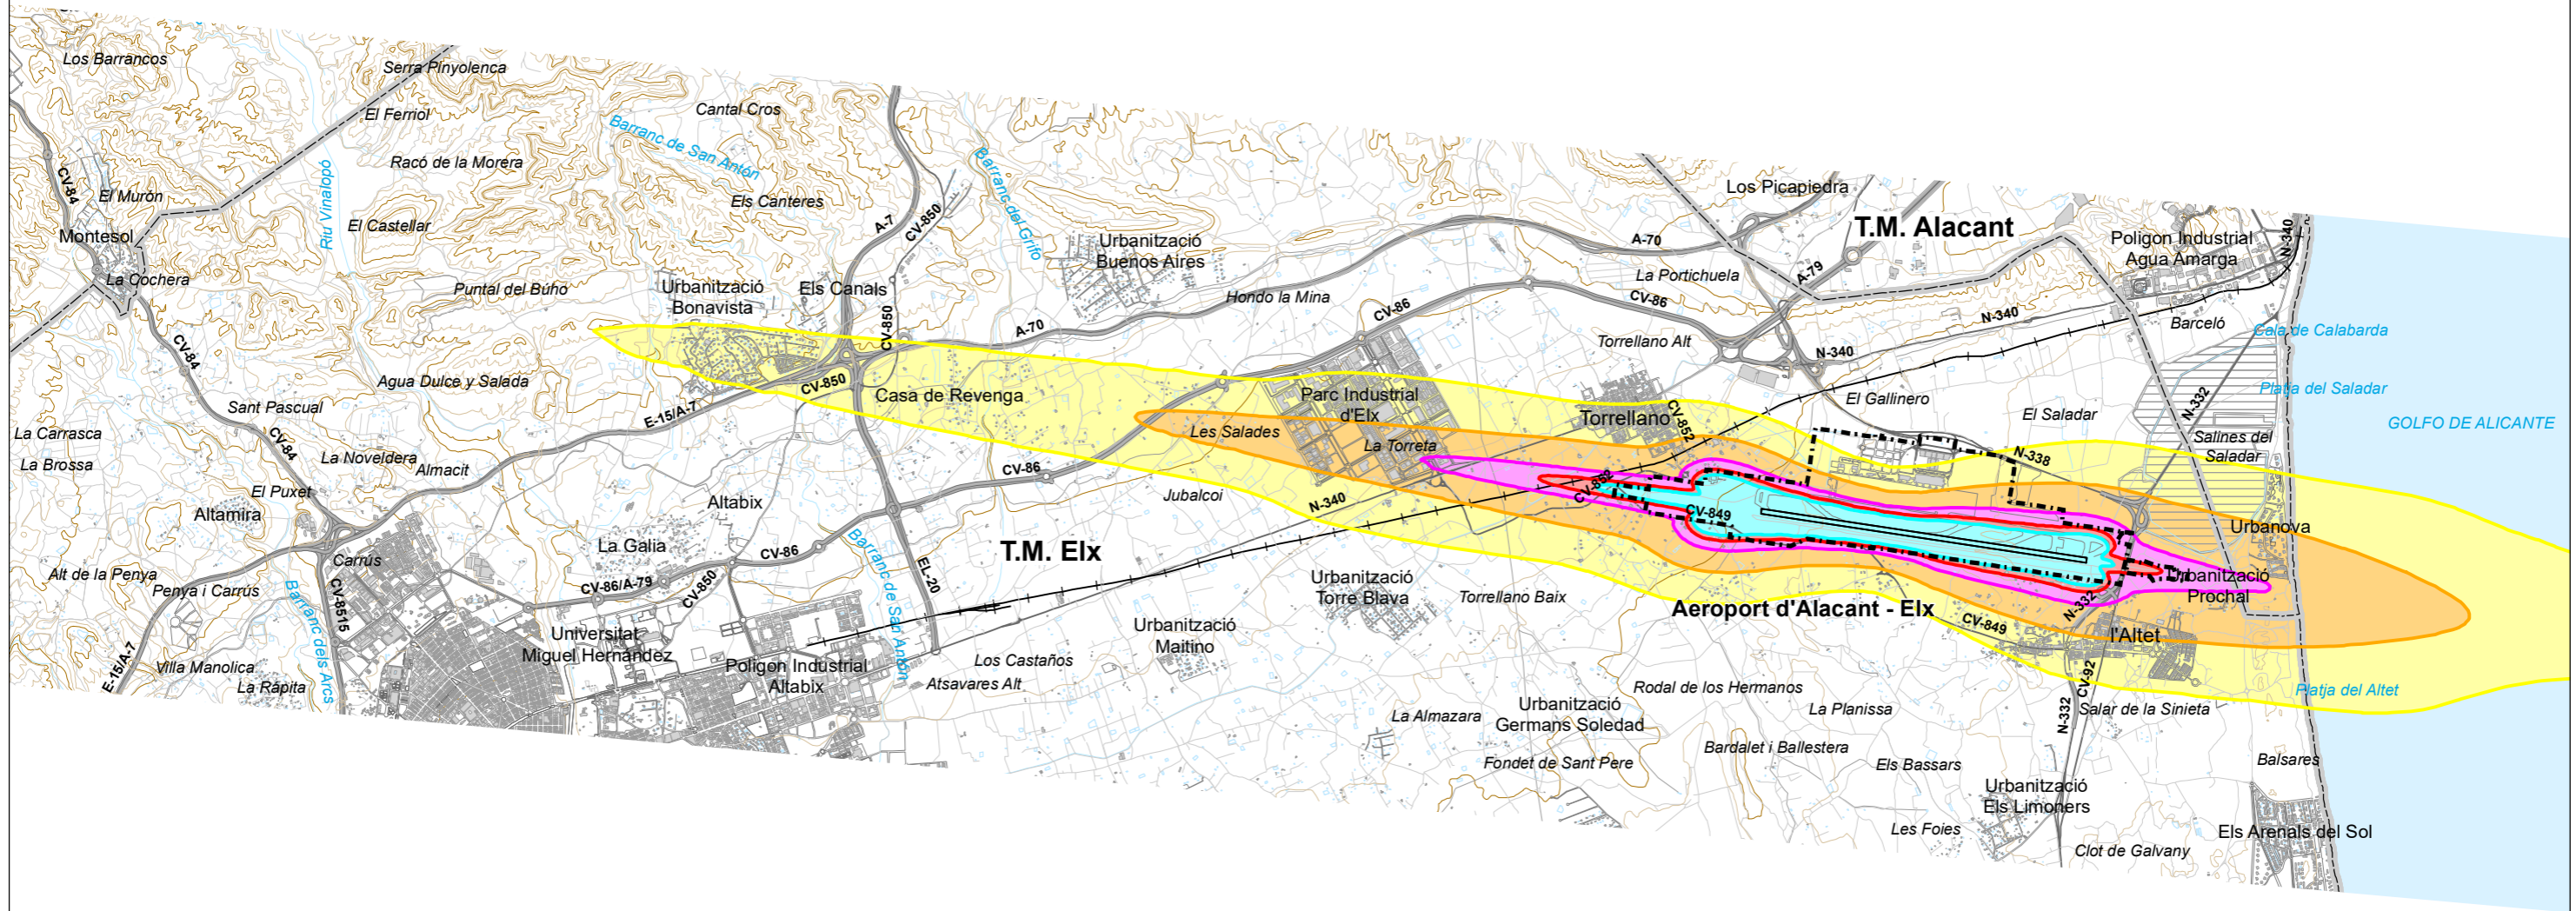 Los Barrancos
Serra Pinyolenca
El Ferriol
Cantal Cros
Barranc de San Antón
Racó de la Morera
Riu Vinalopó
CV-84
El Murón
Els Canteres
El Castellar
Montesol
La Cochera
A-7
CV-850
Barranc del Grifo
Urbanització
Buenos Aires
Puntal del Búho
Urbanització
Bonavista
Els Canals
CV-850
A-70
Hondo la Mina
CV-86
A-70
Los Picapiedra
T.M. Alacant
La Portichuela
A-79
CV-86
Poligon Industrial
Agua Amarga
N-340
N-340
Barceló
Cala de Calabarda
Torrellano Alt
N-340
CV-84
Agua Dulce y Salada
Sant Pascual
CV-850
E-15/A-7
Casa de Revenga
Parc Industrial
d'Elx
Les Salades
La Torreta
Torrellano
CV-852
El Gallinero
El Saladar
N-332
Platja del Saladar
GOLFO DE ALICANTE
Salines del
Saladar
N-338
La Carrasca
La Brossa
CV-84
La Noveldera
Almacit
El Puxet
Altamira
Altabix
CV-86
Jubalcoi
N-340
CV-852
CV-849
Urbanova
La Galia
CV-86
Barranc de San Antón
EL-20
T.M. Elx
Carrús
Alt de la Penya
Penya i Carrús
Barranc dels Arcs
CV-8515
CV-86/A-79
CV-850
Urbanització
Torre Blava
Torrellano Baix
Aeroport d'Alacant - Elx
Urbanització
Prochal
N-332
CV-849
l'Altet
Universitat
Miguel Hernández
Urbanització
Maitino
E-15/A-7
Villa Manolica
La Ràpita
Poligon Industrial
Altabix
Los Castaños
Atsavares Alt
CV-92
Platja del Altet
Rodal de los Hermanos
Urbanització
Germans Soledad
La Almazara
La Planissa
N-332
Salar de la Sinieta
Bardalet i Ballestera
Fondet de Sant Pere
Els Bassars
Balsares
Urbanització
Els Limoners
Les Foies
Clot de Galvany
Els Arenals del Sol